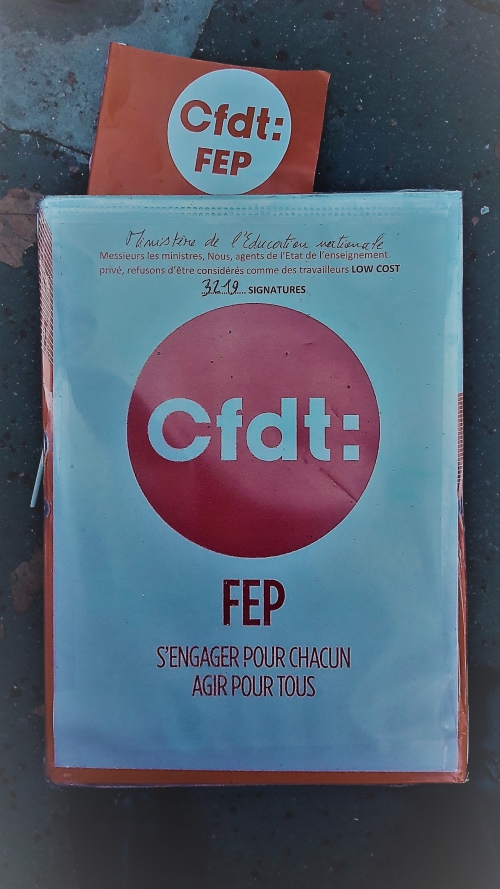 Cfdt:
FEP
Ministère de l'Education nationale
Messieurs les ministres, Nous, agents de l'Etat de l'enseignement
privé, refusons d'être considérés comme des travailleurs LOW COST
3219 SIGNATURES
Cfdt:
FEP
S'ENGAGER POUR CHACUN
AGIR POUR TOUS